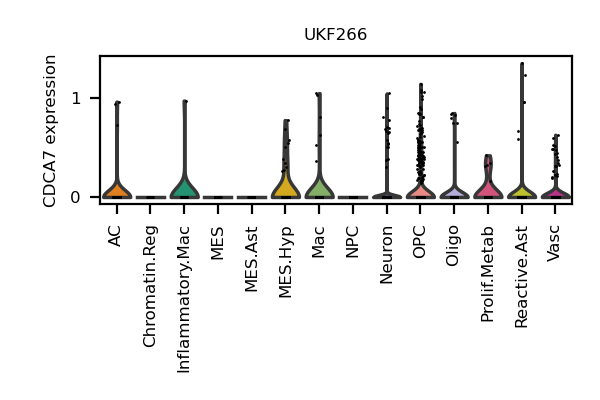 UKF266
CDCA7 expression
1
0
AC
Chromatin.Reg
Inflammatory.Mac
MES
MES.Ast
MES.Hyp
Mac
NPC
Neuron
OPC
Oligo
Prolif.Metab
Reactive.Ast
Vasc